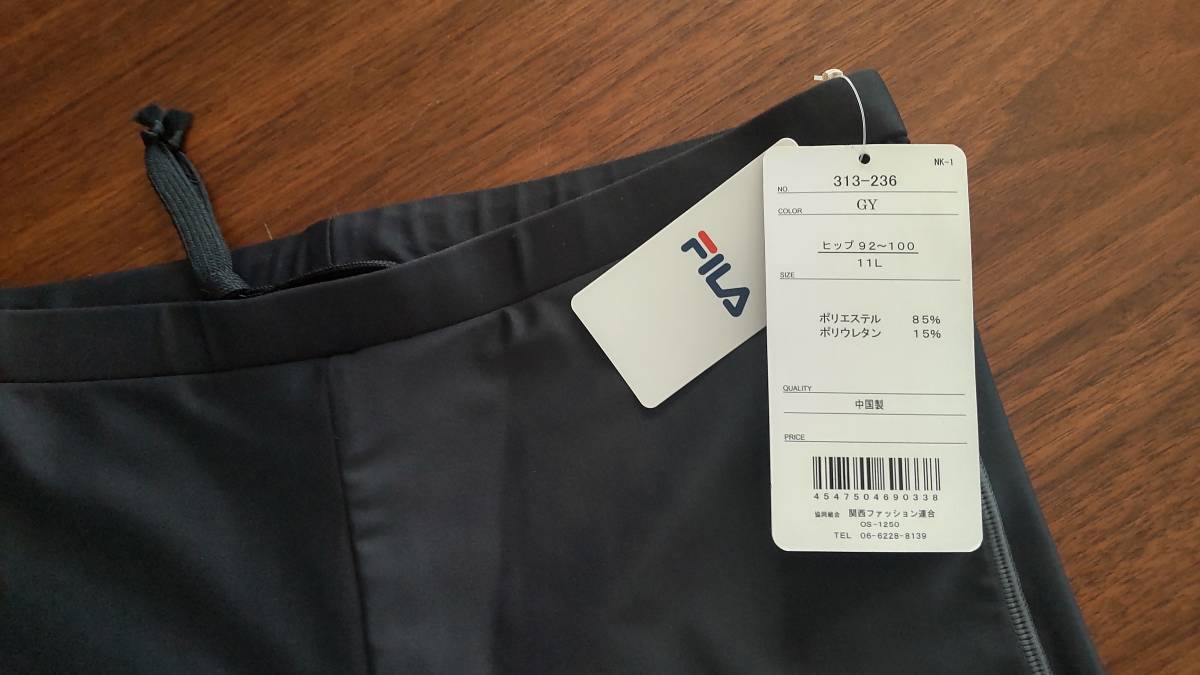 FILA
NK-1
NO. 313-236
COLOR GY
ヒップ 92～100
11L
SIZE
ポリエステル 85%
ポリウレタン 15%
QUALITY
中国製
PRICE
4547504690338
協同組合 関西ファッション連合
OS-1250
TEL 06-6228-8139